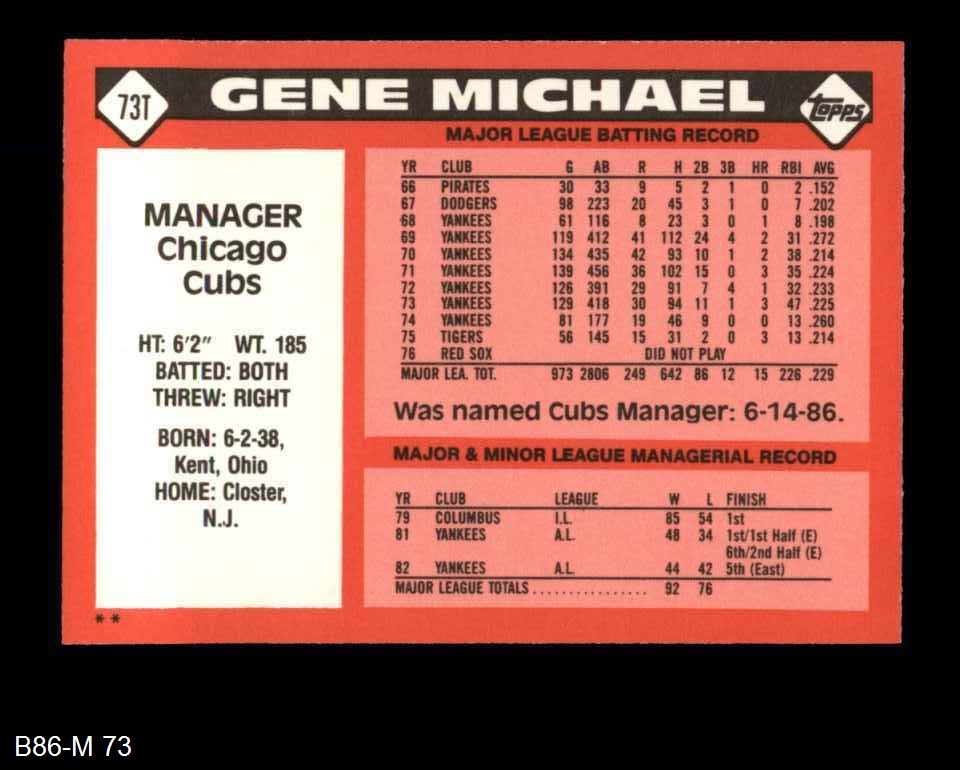 73T
GENE MICHAEL
Topps
MANAGER
Chicago
Cubs
HT: 6'2" WT. 185
BATTED: BOTH
THREW: RIGHT
BORN: 6-2-38,
Kent, Ohio
HOME: Closter,
N.J.
**
MAJOR LEAGUE BATTING RECORD
YR CLUB G AB R H 2B 3B HR RBI AVG
66 PIRATES 30 33 9 5 2 1 0 2 .152
67 DODGERS 98 223 20 45 3 1 0 7 .202
68 YANKEES 61 116 8 23 3 0 1 8 .198
69 YANKEES 119 412 41 112 24 4 2 31 .272
70 YANKEES 134 435 42 93 10 1 2 38 .214
71 YANKEES 139 456 36 102 15 0 3 35 .224
72 YANKEES 126 391 29 91 7 4 1 32 .233
73 YANKEES 129 418 30 94 11 1 3 47 .225
74 YANKEES 81 177 19 46 9 0 0 13 .260
75 TIGERS 56 145 15 31 2 0 3 13 .214
76 RED SOX DID NOT PLAY
MAJOR LEA. TOT. 973 2806 249 642 86 12 15 226 .229
Was named Cubs Manager: 6-14-86.
MAJOR & MINOR LEAGUE MANAGERIAL RECORD
YR CLUB LEAGUE W L FINISH
79 COLUMBUS I.L. 85 54 1st
81 YANKEES A.L. 48 34 1st/1st Half (E)
6th/2nd Half (E)
82 YANKEES A.L. 44 42 5th (East)
MAJOR LEAGUE TOTALS................. 92 76
B86-M 73